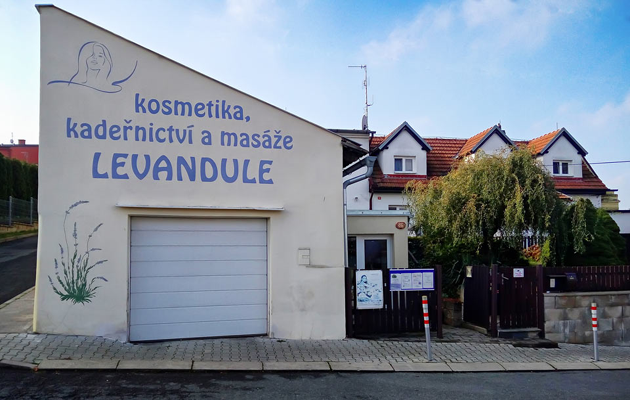 kosmetika,
kadeřnictví a masáže
LEVANDULE